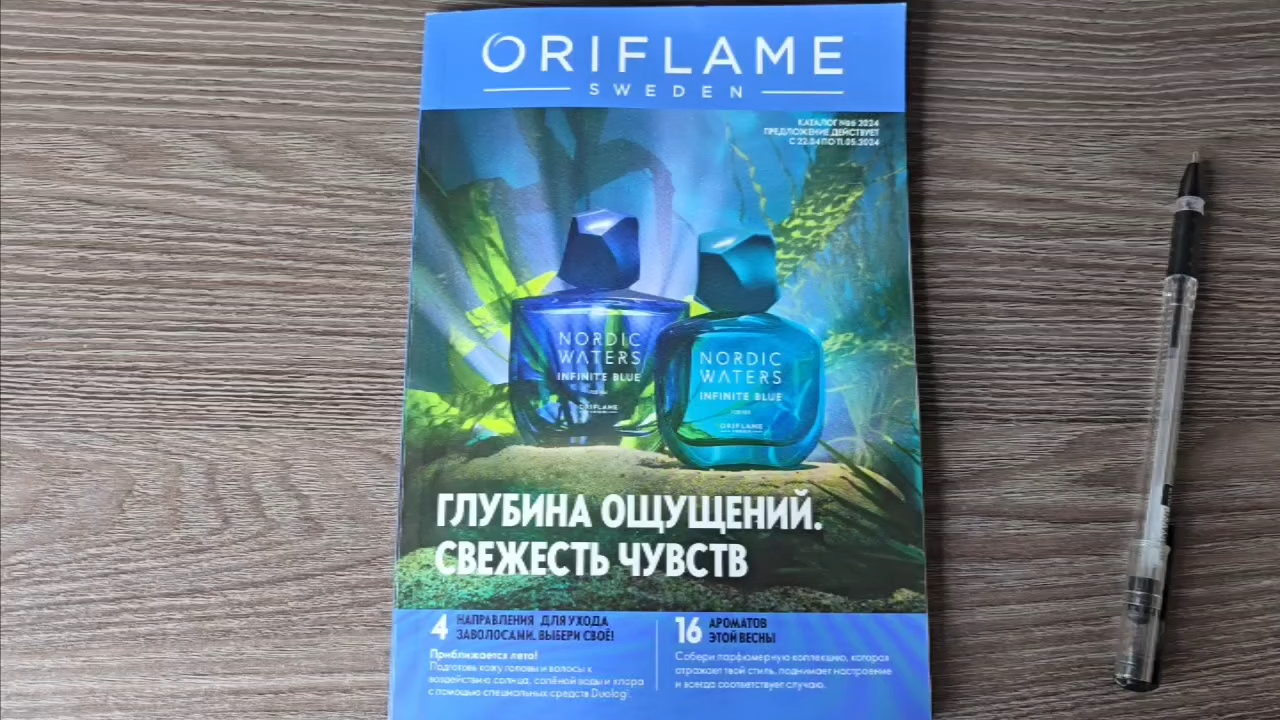 ORIFLAME
SWEDEN
КАТАЛОГ №6 2024
ПРЕДЛОЖЕНИЕ ДЕЙСТВУЕТ
С 22.04 ПО 11.05.2024
NORDIC
WATERS
INFINITE BLUE
ORIFLAME
NORDIC
WATERS
INFINITE BLUE
FOR HER
ORIFLAME
ГЛУБИНА ОЩУЩЕНИЙ.
СВЕЖЕСТЬ ЧУВСТВ
4 НАПРАВЛЕНИЯ ДЛЯ УХОДА
ЗА ВОЛОСАМИ. ВЫБЕРИ СВОЁ!
Приближается лето!
Подготовь кожу головы и волосы к
воздействию солнца, солёной воды и хлора
с помощью специальных средств Duologi.
16 АРОМАТОВ
ЭТОЙ ВЕСНЫ
Собери парфюмерную коллекцию, которая
отражает твой стиль, поднимает настроение
и всегда соответствует случаю.